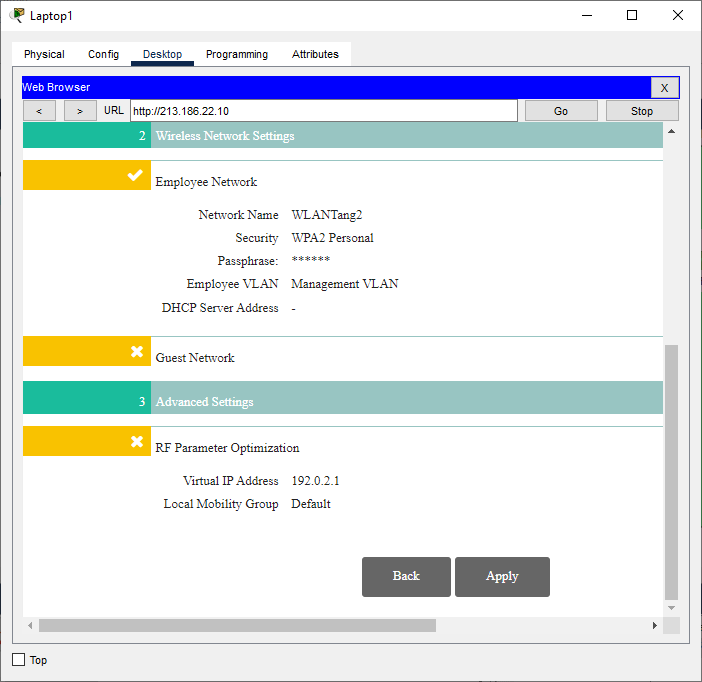 Laptop1
Physical Config Desktop Programming Attributes
Web Browser X
< > URL http://213.186.22.10 Go Stop
2 Wireless Network Settings
Employee Network
Network Name WLANTang2
Security WPA2 Personal
Passphrase: ******
Employee VLAN Management VLAN
DHCP Server Address -
Guest Network
3 Advanced Settings
RF Parameter Optimization
Virtual IP Address 192.0.2.1
Local Mobility Group Default
Back Apply
Top